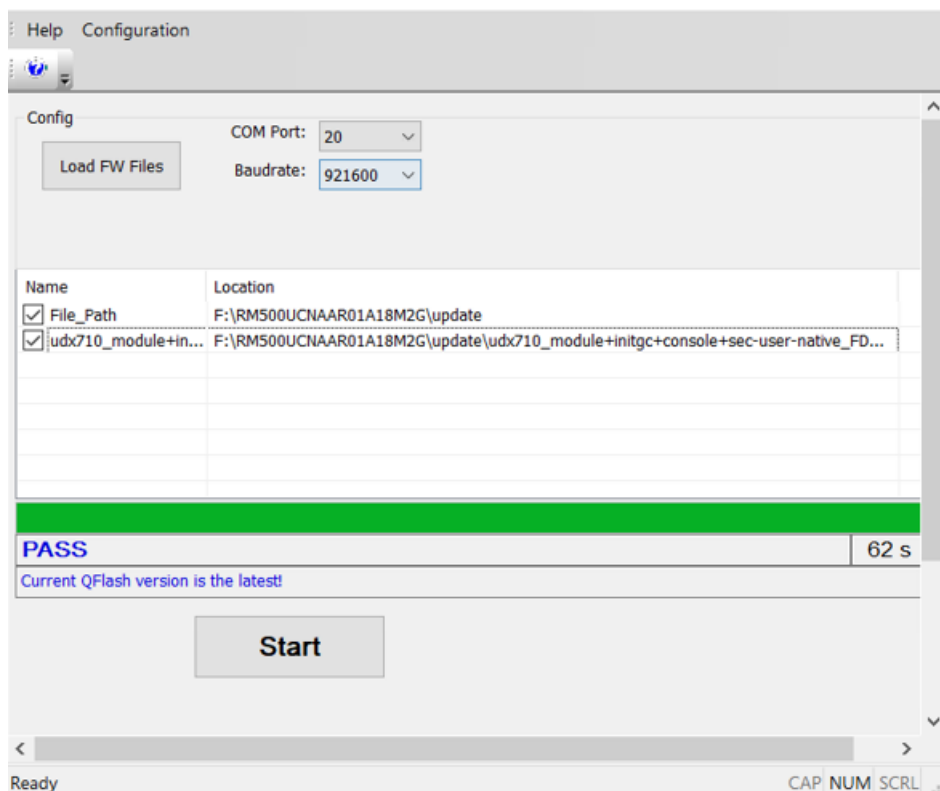 Help Configuration
Config
COM Port: 20
Load FW Files
Baudrate: 921600
Name Location
File_Path F:\RM500UCNAAR01A18M2G\update
udx710_module+in... F:\RM500UCNAAR01A18M2G\update\udx710_module+initgc+console+sec-user-native_FD...
PASS 62 s
Current QFlash version is the latest!
Start
Ready CAP NUM SCRL